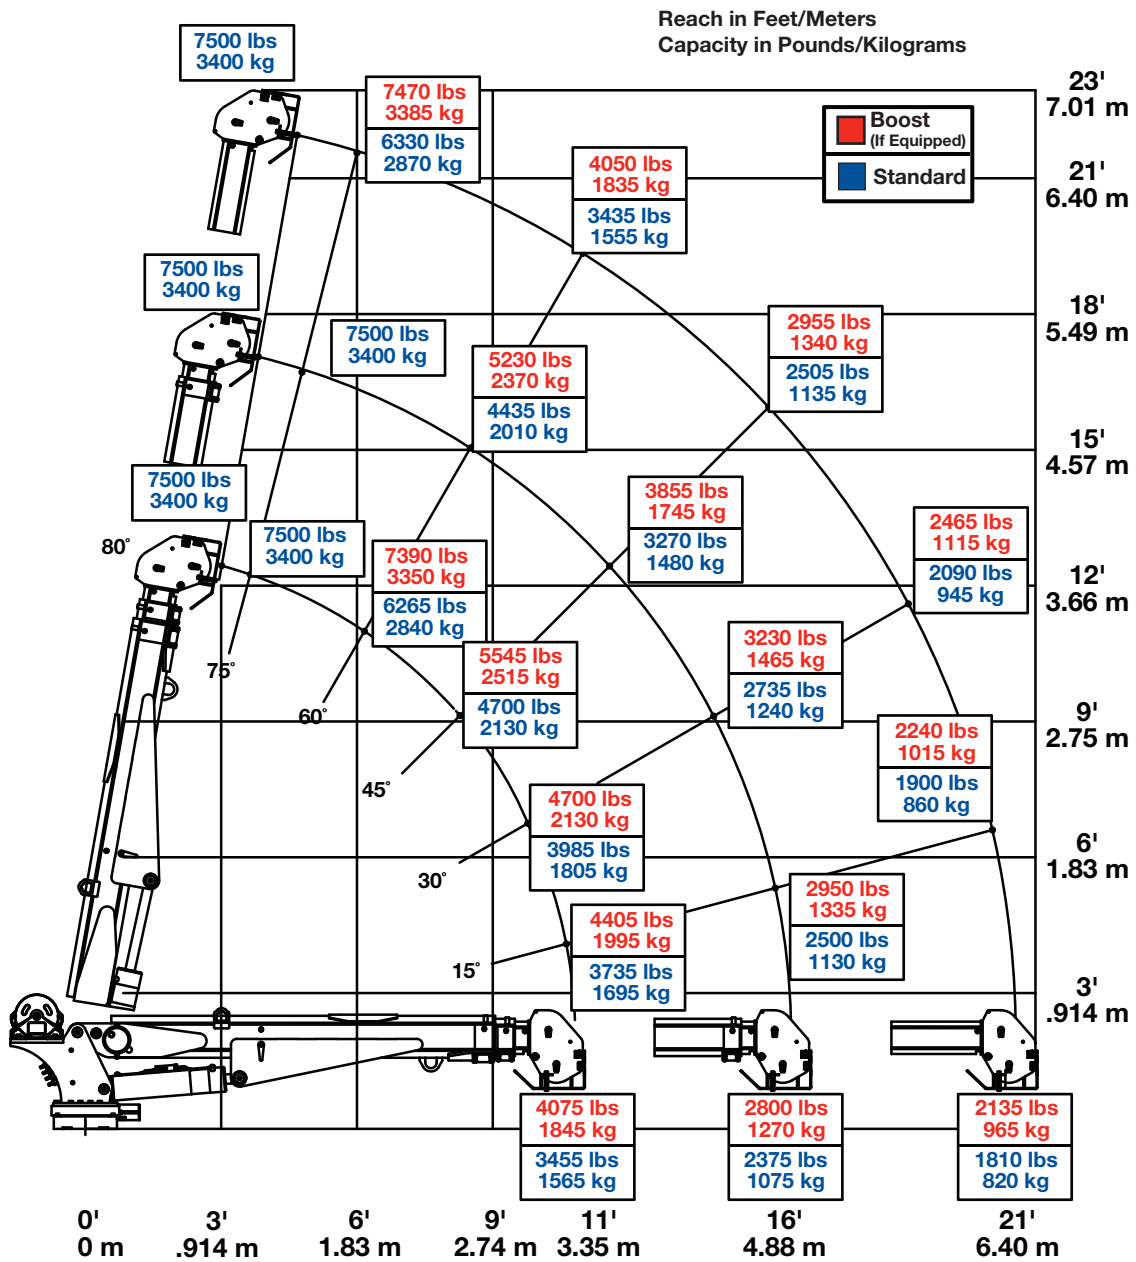 Reach in Feet/Meters
Capacity in Pounds/Kilograms
7500 lbs
3400 kg
23'
7.01 m
7470 lbs
3385 kg
6330 lbs
2870 kg
Boost
(If Equipped)
Standard
4050 lbs
1835 kg
3435 lbs
1555 kg
21'
6.40 m
7500 lbs
3400 kg
18'
5.49 m
7500 lbs
3400 kg
2955 lbs
1340 kg
2505 lbs
1135 kg
5230 lbs
2370 kg
4435 lbs
2010 kg
15'
4.57 m
7500 lbs
3400 kg
3855 lbs
1745 kg
3270 lbs
1480 kg
2465 lbs
1115 kg
2090 lbs
945 kg
80°
7500 lbs
3400 kg
7390 lbs
3350 kg
6265 lbs
2840 kg
12'
3.66 m
75°
5545 lbs
2515 kg
4700 lbs
2130 kg
3230 lbs
1465 kg
2735 lbs
1240 kg
60°
9'
2.75 m
2240 lbs
1015 kg
1900 lbs
860 kg
45°
4700 lbs
2130 kg
3985 lbs
1805 kg
6'
1.83 m
30°
2950 lbs
1335 kg
2500 lbs
1130 kg
4405 lbs
1995 kg
3735 lbs
1695 kg
15°
3'
.914 m
4075 lbs
1845 kg
3455 lbs
1565 kg
2800 lbs
1270 kg
2375 lbs
1075 kg
2135 lbs
965 kg
1810 lbs
820 kg
0'
0 m
3'
.914 m
6'
1.83 m
9'
2.74 m
11'
3.35 m
16'
4.88 m
21'
6.40 m